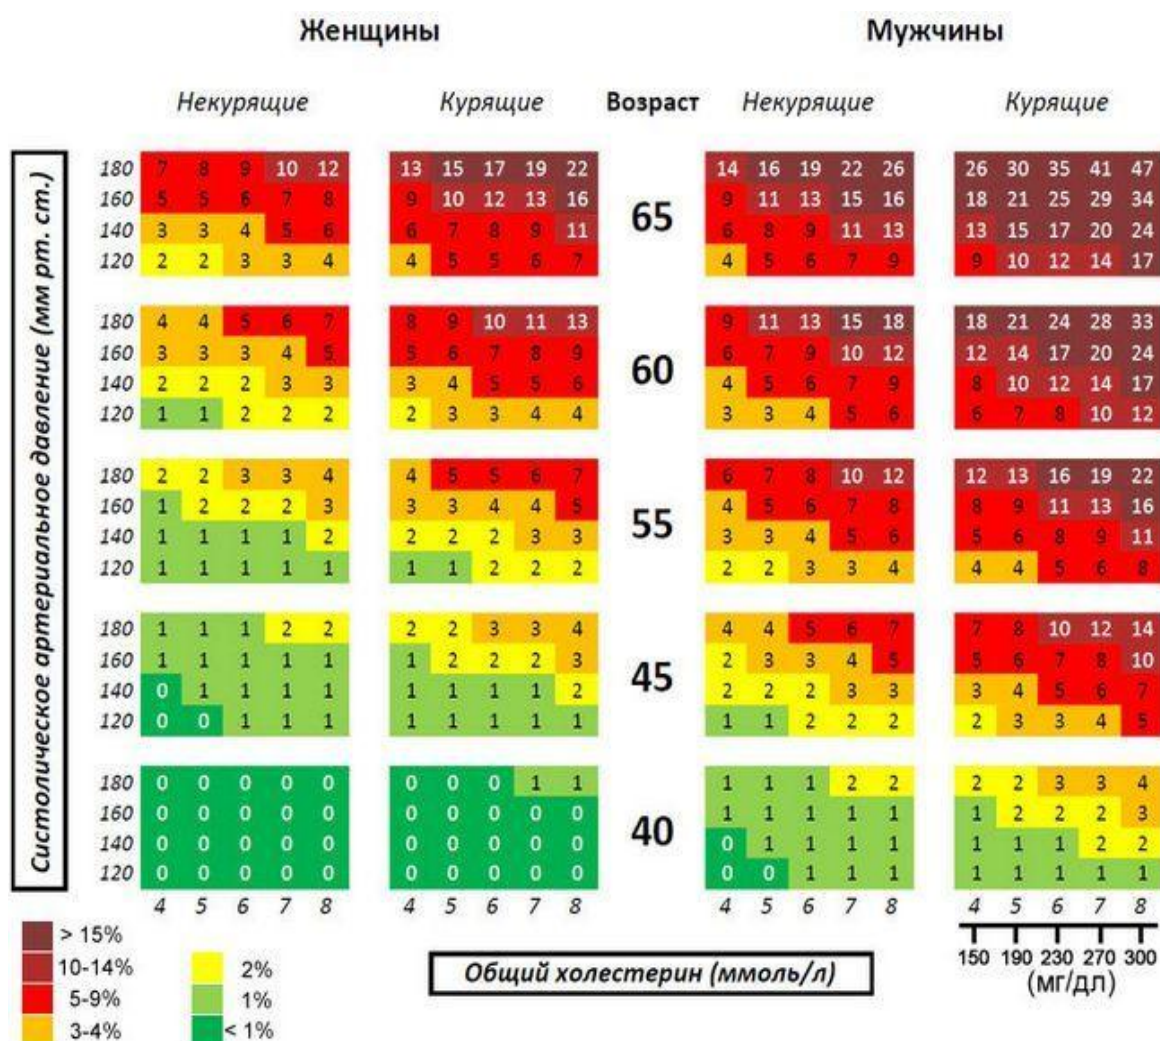 Женщины Мужчины
Некурящие Курящие Возраст Некурящие Курящие
Систолическое артериальное давление (мм рт. ст.)
180 7 8 9 10 12 13 15 17 19 22 14 16 19 22 26 26 30 35 41 47
160 5 5 6 7 8 9 10 12 13 16 9 11 13 15 16 18 21 25 29 34
65
140 3 3 4 5 6 6 7 8 9 11 6 8 9 11 13 13 15 17 20 24
120 2 2 3 3 4 4 5 5 6 7 4 5 6 7 9 9 10 12 14 17
180 4 4 5 6 7 8 9 10 11 13 9 11 13 15 18 18 21 24 28 33
160 3 3 3 4 5 5 6 7 8 9 6 7 9 10 12 12 14 17 20 24
60
140 2 2 2 3 3 3 4 5 5 6 4 5 6 7 9 8 10 12 14 17
120 1 1 2 2 2 2 3 3 4 4 3 3 4 5 6 6 7 8 10 12
180 2 2 3 3 4 4 5 5 6 7 6 7 8 10 12 12 13 16 19 22
160 1 2 2 2 3 3 3 4 4 5 4 5 6 7 8 8 9 11 13 16
55
140 1 1 1 1 2 2 2 2 3 3 3 3 4 5 6 5 6 8 9 11
120 1 1 1 1 1 1 1 2 2 2 2 2 3 3 4 4 4 5 6 8
180 1 1 1 2 2 2 2 3 3 4 4 4 5 6 7 7 8 10 12 14
160 1 1 1 1 1 1 2 2 2 3 2 3 3 4 5 5 6 7 8 10
45
140 0 1 1 1 1 1 1 1 1 2 2 2 2 3 3 3 4 5 6 7
120 0 0 1 1 1 1 1 1 1 1 1 1 2 2 2 2 3 3 4 5
180 0 0 0 0 0 0 0 0 1 1 1 1 1 2 2 2 2 3 3 4
160 0 0 0 0 0 0 0 0 0 0 1 1 1 1 1 1 2 2 2 3
40
140 0 0 0 0 0 0 0 0 0 0 0 1 1 1 1 1 1 1 2 2
120 0 0 0 0 0 0 0 0 0 0 0 0 1 1 1 1 1 1 1 1
4 5 6 7 8 4 5 6 7 8 4 5 6 7 8 4 5 6 7 8
150 190 230 270 300
(мг/дл)
Общий холестерин (ммоль/л)
> 15%
10-14%
5-9%
3-4%
2%
1%
< 1%